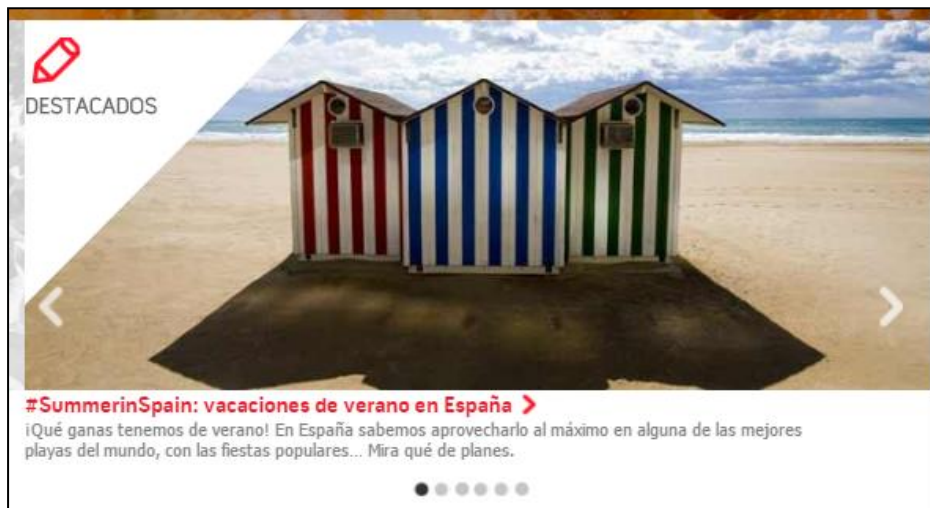 DESTACADOS
#SummerinSpain: vacaciones de verano en España
¡Qué ganas tenemos de verano! En España sabemos aprovecharlo al máximo en alguna de las mejores
playas del mundo, con las fiestas populares... Mira qué de planes.